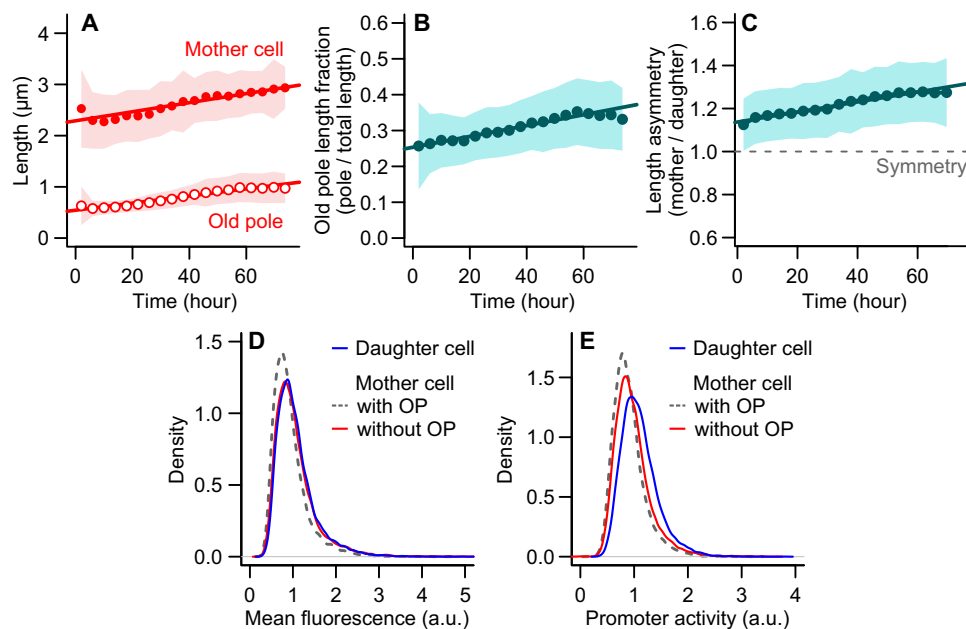 A
Mother cell
Old pole
Length (μm)
0
1
2
3
4
0
20
40
60
Time (hour)
B
Old pole length fraction
(pole / total length)
0.0
0.1
0.2
0.3
0.4
0.5
0.6
0
20
40
60
Time (hour)
C
Length asymmetry
(mother / daughter)
Symmetry
0.6
0.8
1.0
1.2
1.4
1.6
0
20
40
60
Time (hour)
D
Daughter cell
Mother cell
with OP
without OP
Density
0.0
0.5
1.0
1.5
0
1
2
3
4
5
Mean fluorescence (a.u.)
E
Daughter cell
Mother cell
with OP
without OP
Density
0.0
0.5
1.0
1.5
0
1
2
3
4
Promoter activity (a.u.)